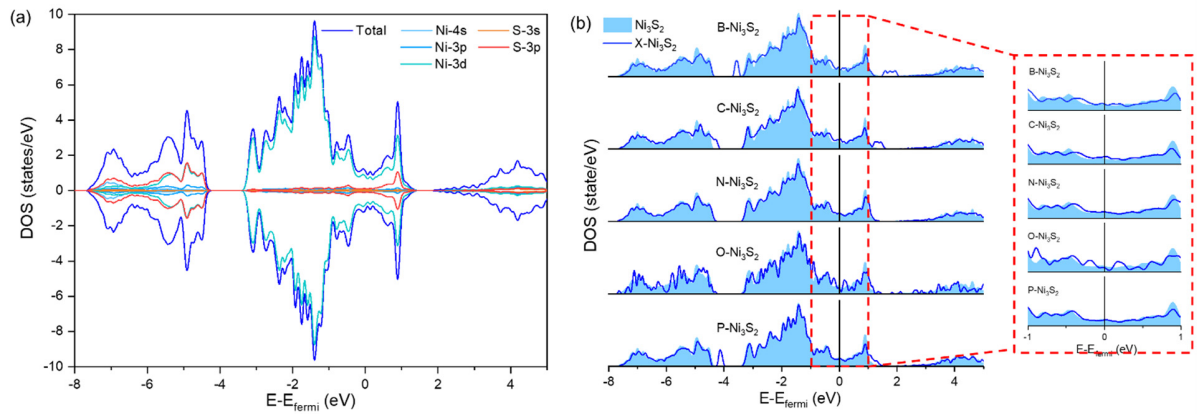 (a)
Total
Ni-4s
S-3s
Ni-3p
S-3p
Ni-3d
DOS (states/eV)
10
8
6
4
2
0
-2
-4
-6
-8
-10
-8
-6
-4
-2
0
2
4
E-Efermi (eV)
(b)
Ni3S2
X-Ni3S2
B-Ni3S2
C-Ni3S2
N-Ni3S2
O-Ni3S2
P-Ni3S2
DOS (state/eV)
-8
-6
-4
-2
0
2
4
E-Efermi (eV)
B-Ni3S2
C-Ni3S2
N-Ni3S2
O-Ni3S2
P-Ni3S2
-1
0
1
E-Efermi (eV)